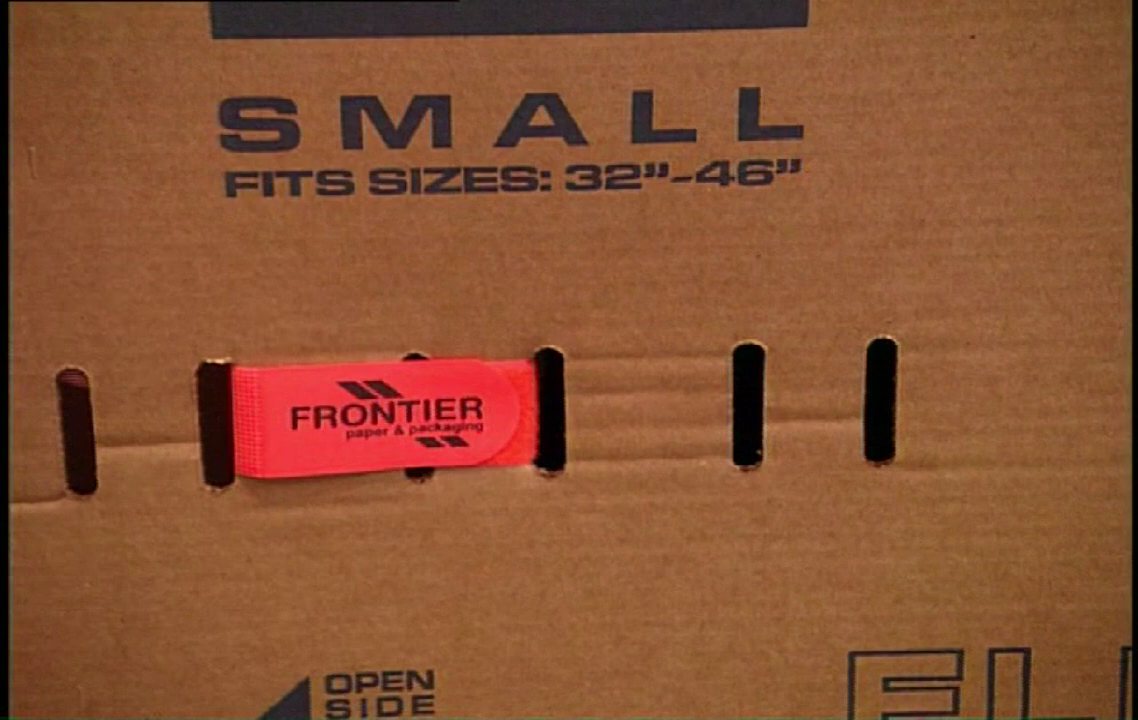 SMALL
FITS SIZES: 32”-46”
FRONTIER
paper & packaging
OPEN
SIDE